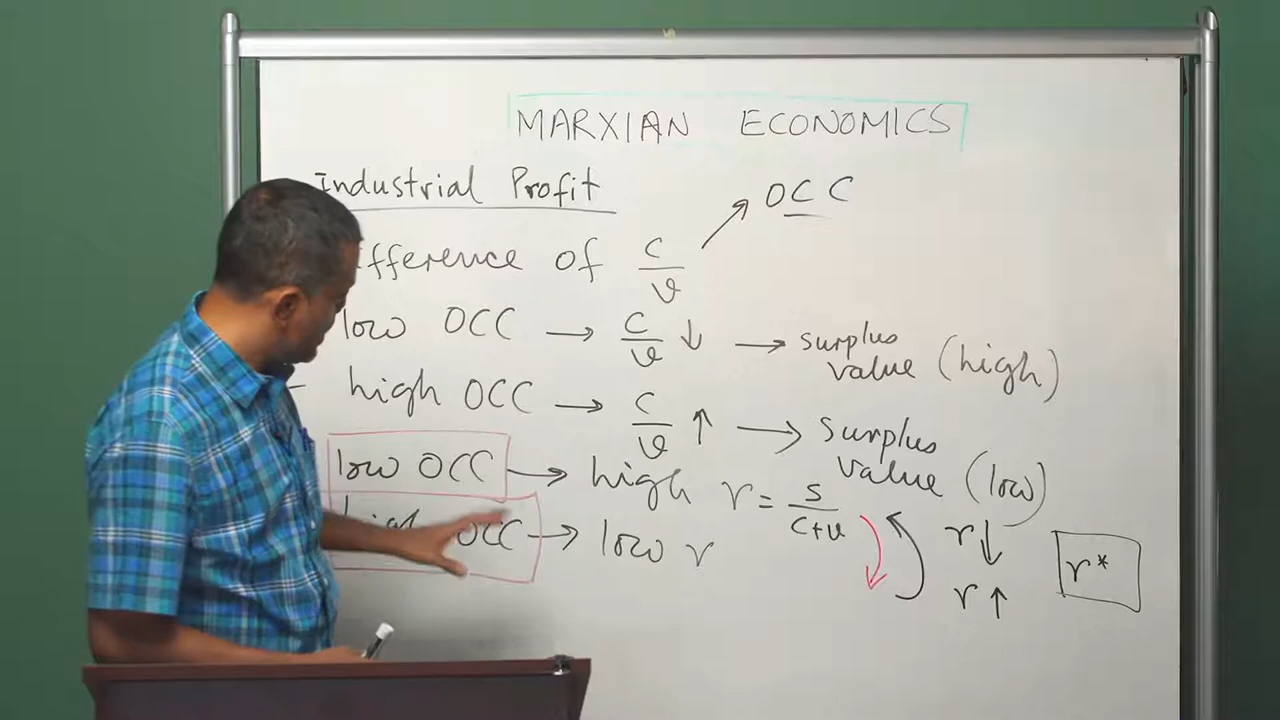 MARXIAN ECONOMICS
Industrial Profit
OCC
ifference of c/v
low OCC → c/v ↓ → surplus value (high)
high OCC → c/v ↑ → surplus value (low)
low OCC → high r = s/c+v
high OCC → low r
r ↓
r ↑
r*